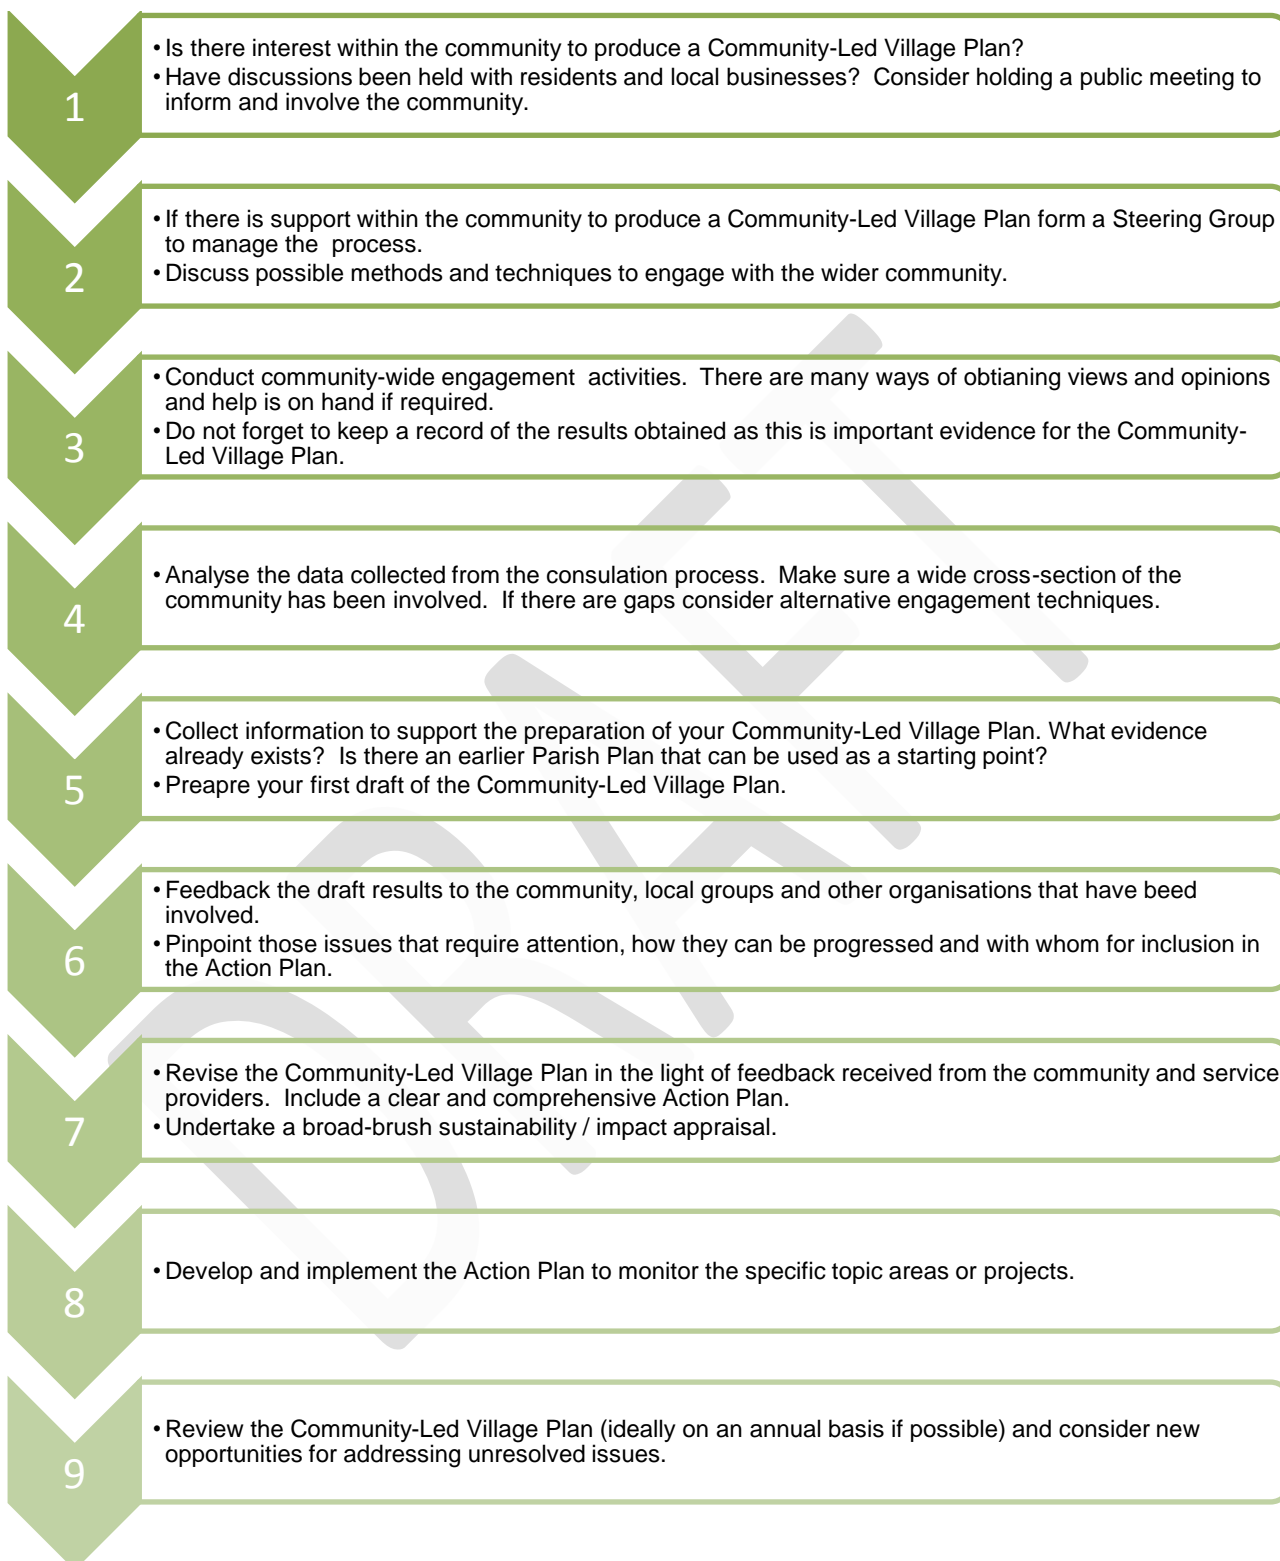 1
• Is there interest within the community to produce a Community-Led Village Plan?
• Have discussions been held with residents and local businesses?  Consider holding a public meeting to
inform and involve the community.
2
• If there is support within the community to produce a Community-Led Village Plan form a Steering Group
to manage the  process.
• Discuss possible methods and techniques to engage with the wider community.
3
• Conduct community-wide engagement  activities.  There are many ways of obtianing views and opinions
and help is on hand if required.
• Do not forget to keep a record of the results obtained as this is important evidence for the Community-
Led Village Plan.
4
• Analyse the data collected from the consulation process.  Make sure a wide cross-section of the
community has been involved.  If there are gaps consider alternative engagement techniques.
5
• Collect information to support the preparation of your Community-Led Village Plan. What evidence
already exists?  Is there an earlier Parish Plan that can be used as a starting point?
• Preapre your first draft of the Community-Led Village Plan.
6
• Feedback the draft results to the community, local groups and other organisations that have beed
involved.
• Pinpoint those issues that require attention, how they can be progressed and with whom for inclusion in
the Action Plan.
7
• Revise the Community-Led Village Plan in the light of feedback received from the community and service
providers.  Include a clear and comprehensive Action Plan.
• Undertake a broad-brush sustainability / impact appraisal.
8
• Develop and implement the Action Plan to monitor the specific topic areas or projects.
9
• Review the Community-Led Village Plan (ideally on an annual basis if possible) and consider new
opportunities for addressing unresolved issues.
DRAFT